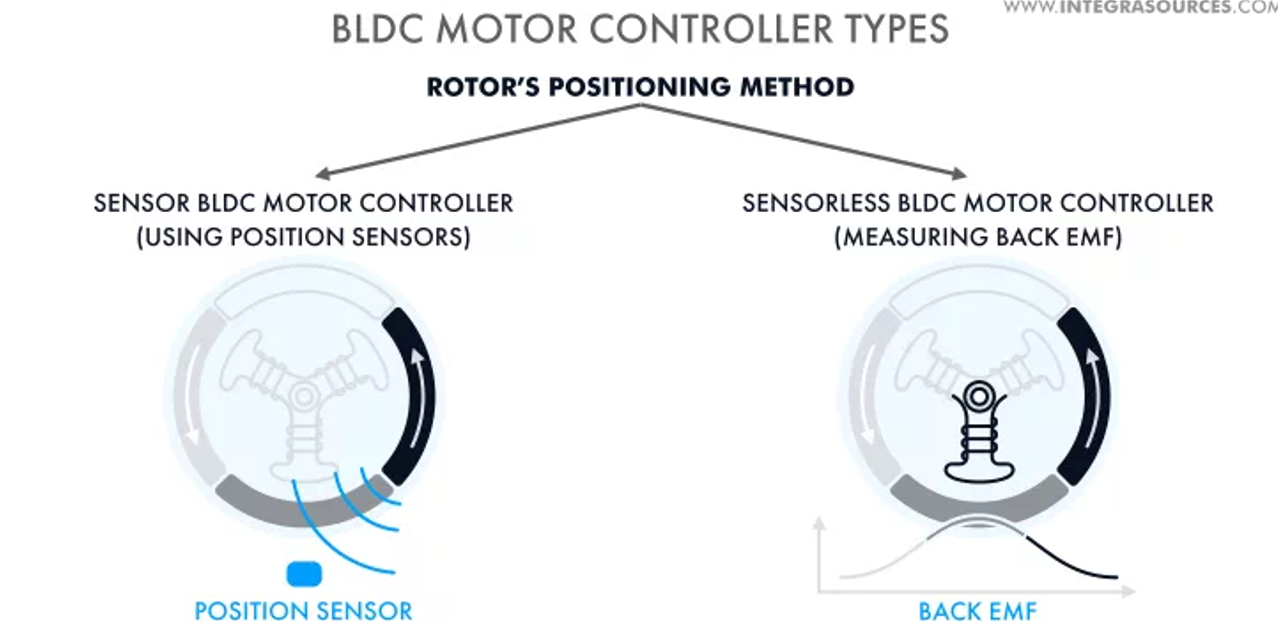 WWW.INTEGRASOURCES.COM
BLDC MOTOR CONTROLLER TYPES
ROTOR'S POSITIONING METHOD
SENSOR BLDC MOTOR CONTROLLER
(USING POSITION SENSORS)
SENSORLESS BLDC MOTOR CONTROLLER
(MEASURING BACK EMF)
POSITION SENSOR
BACK EMF